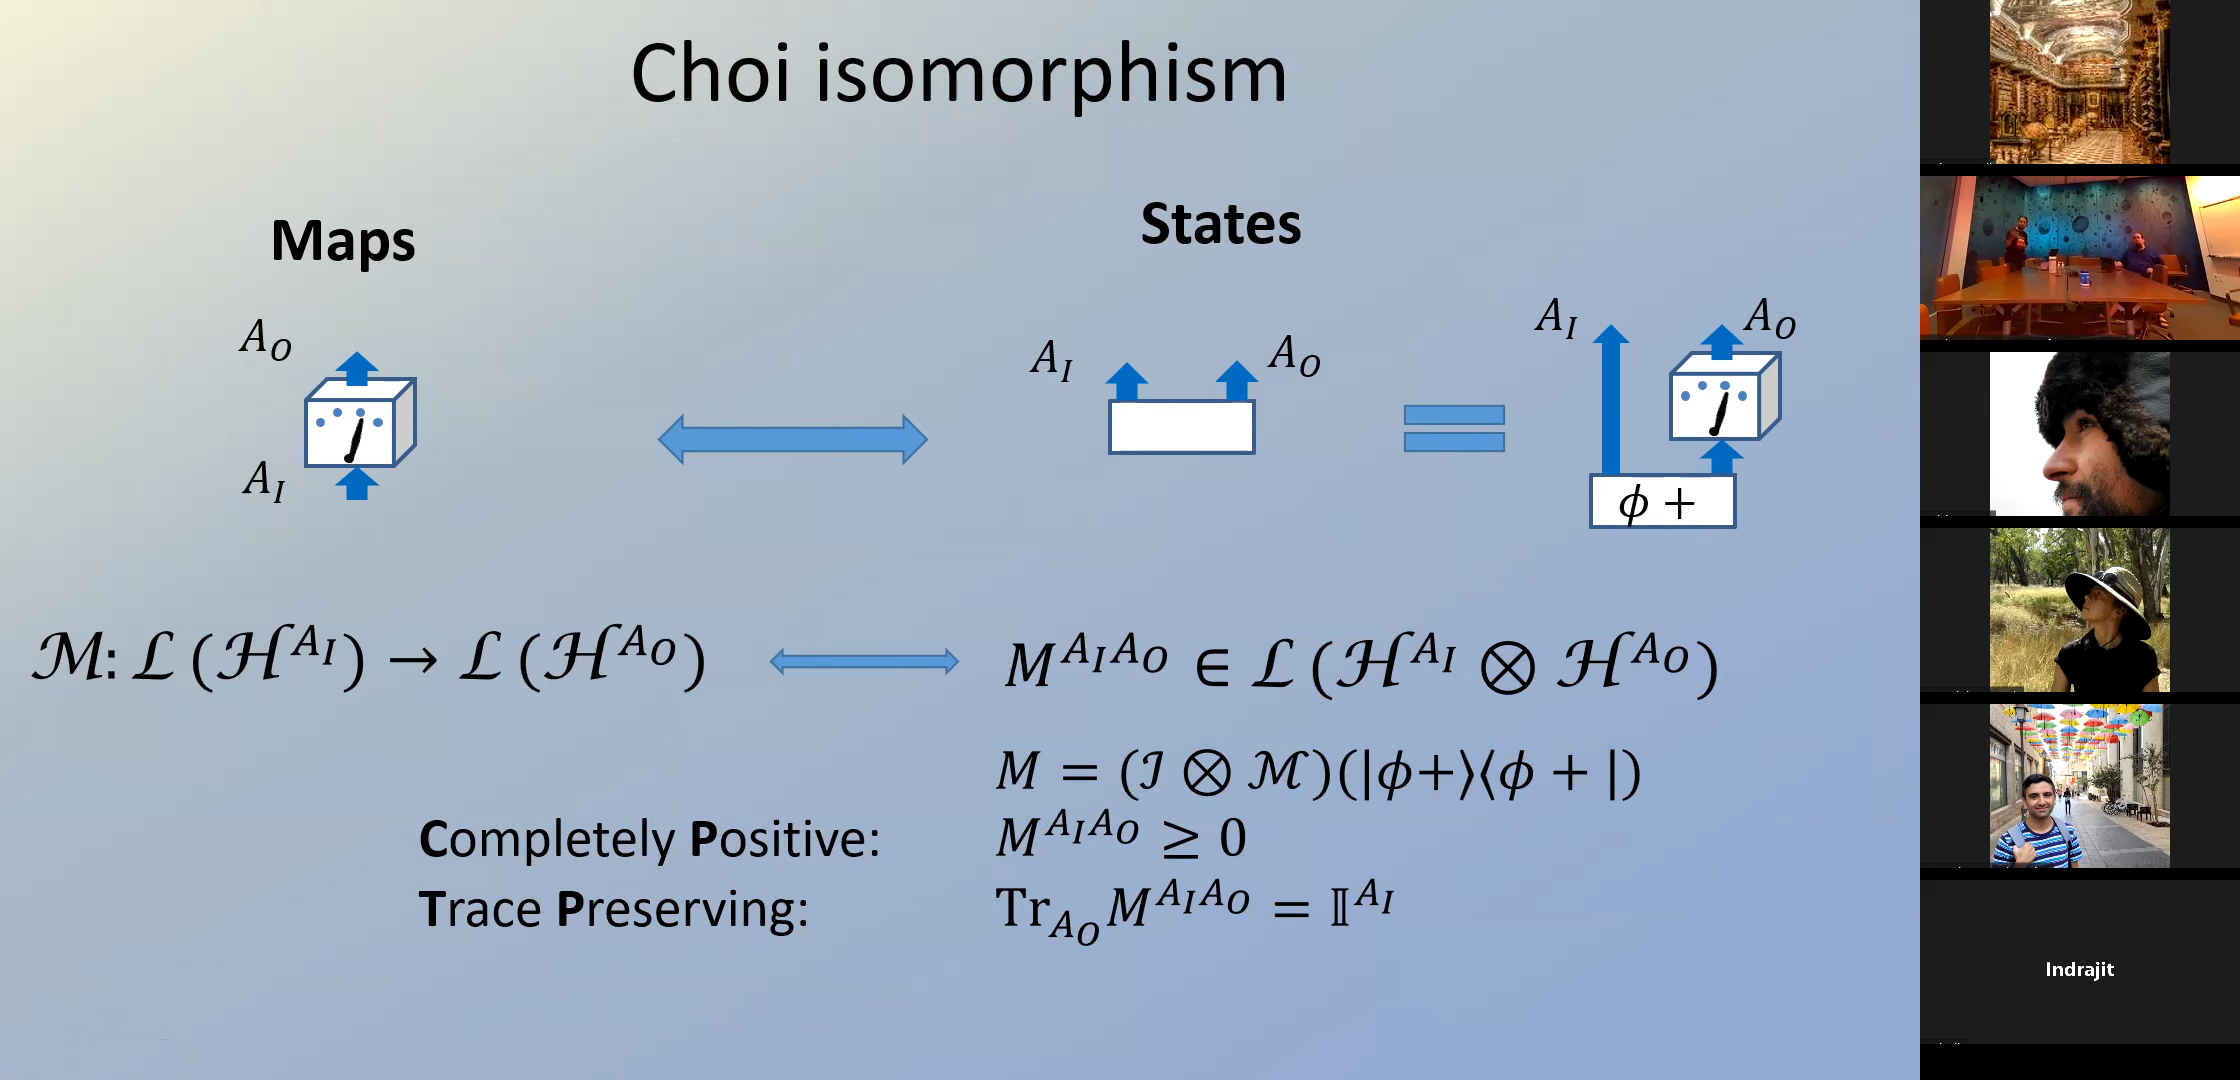 Choi isomorphism
Maps
States
A_O
A_I
A_I
A_O
A_I
A_O
ϕ +
ℳ: ℒ(ℋ^{A_I}) → ℒ(ℋ^{A_O})
M^{A_I A_O} ∈ ℒ(ℋ^{A_I} ⊗ ℋ^{A_O})
M = (ℐ ⊗ ℳ)(|ϕ+⟩⟨ϕ + |)
Completely Positive: M^{A_I A_O} ≥ 0
Trace Preserving: Tr_{A_O} M^{A_I A_O} = 𝕀^{A_I}
Indrajit